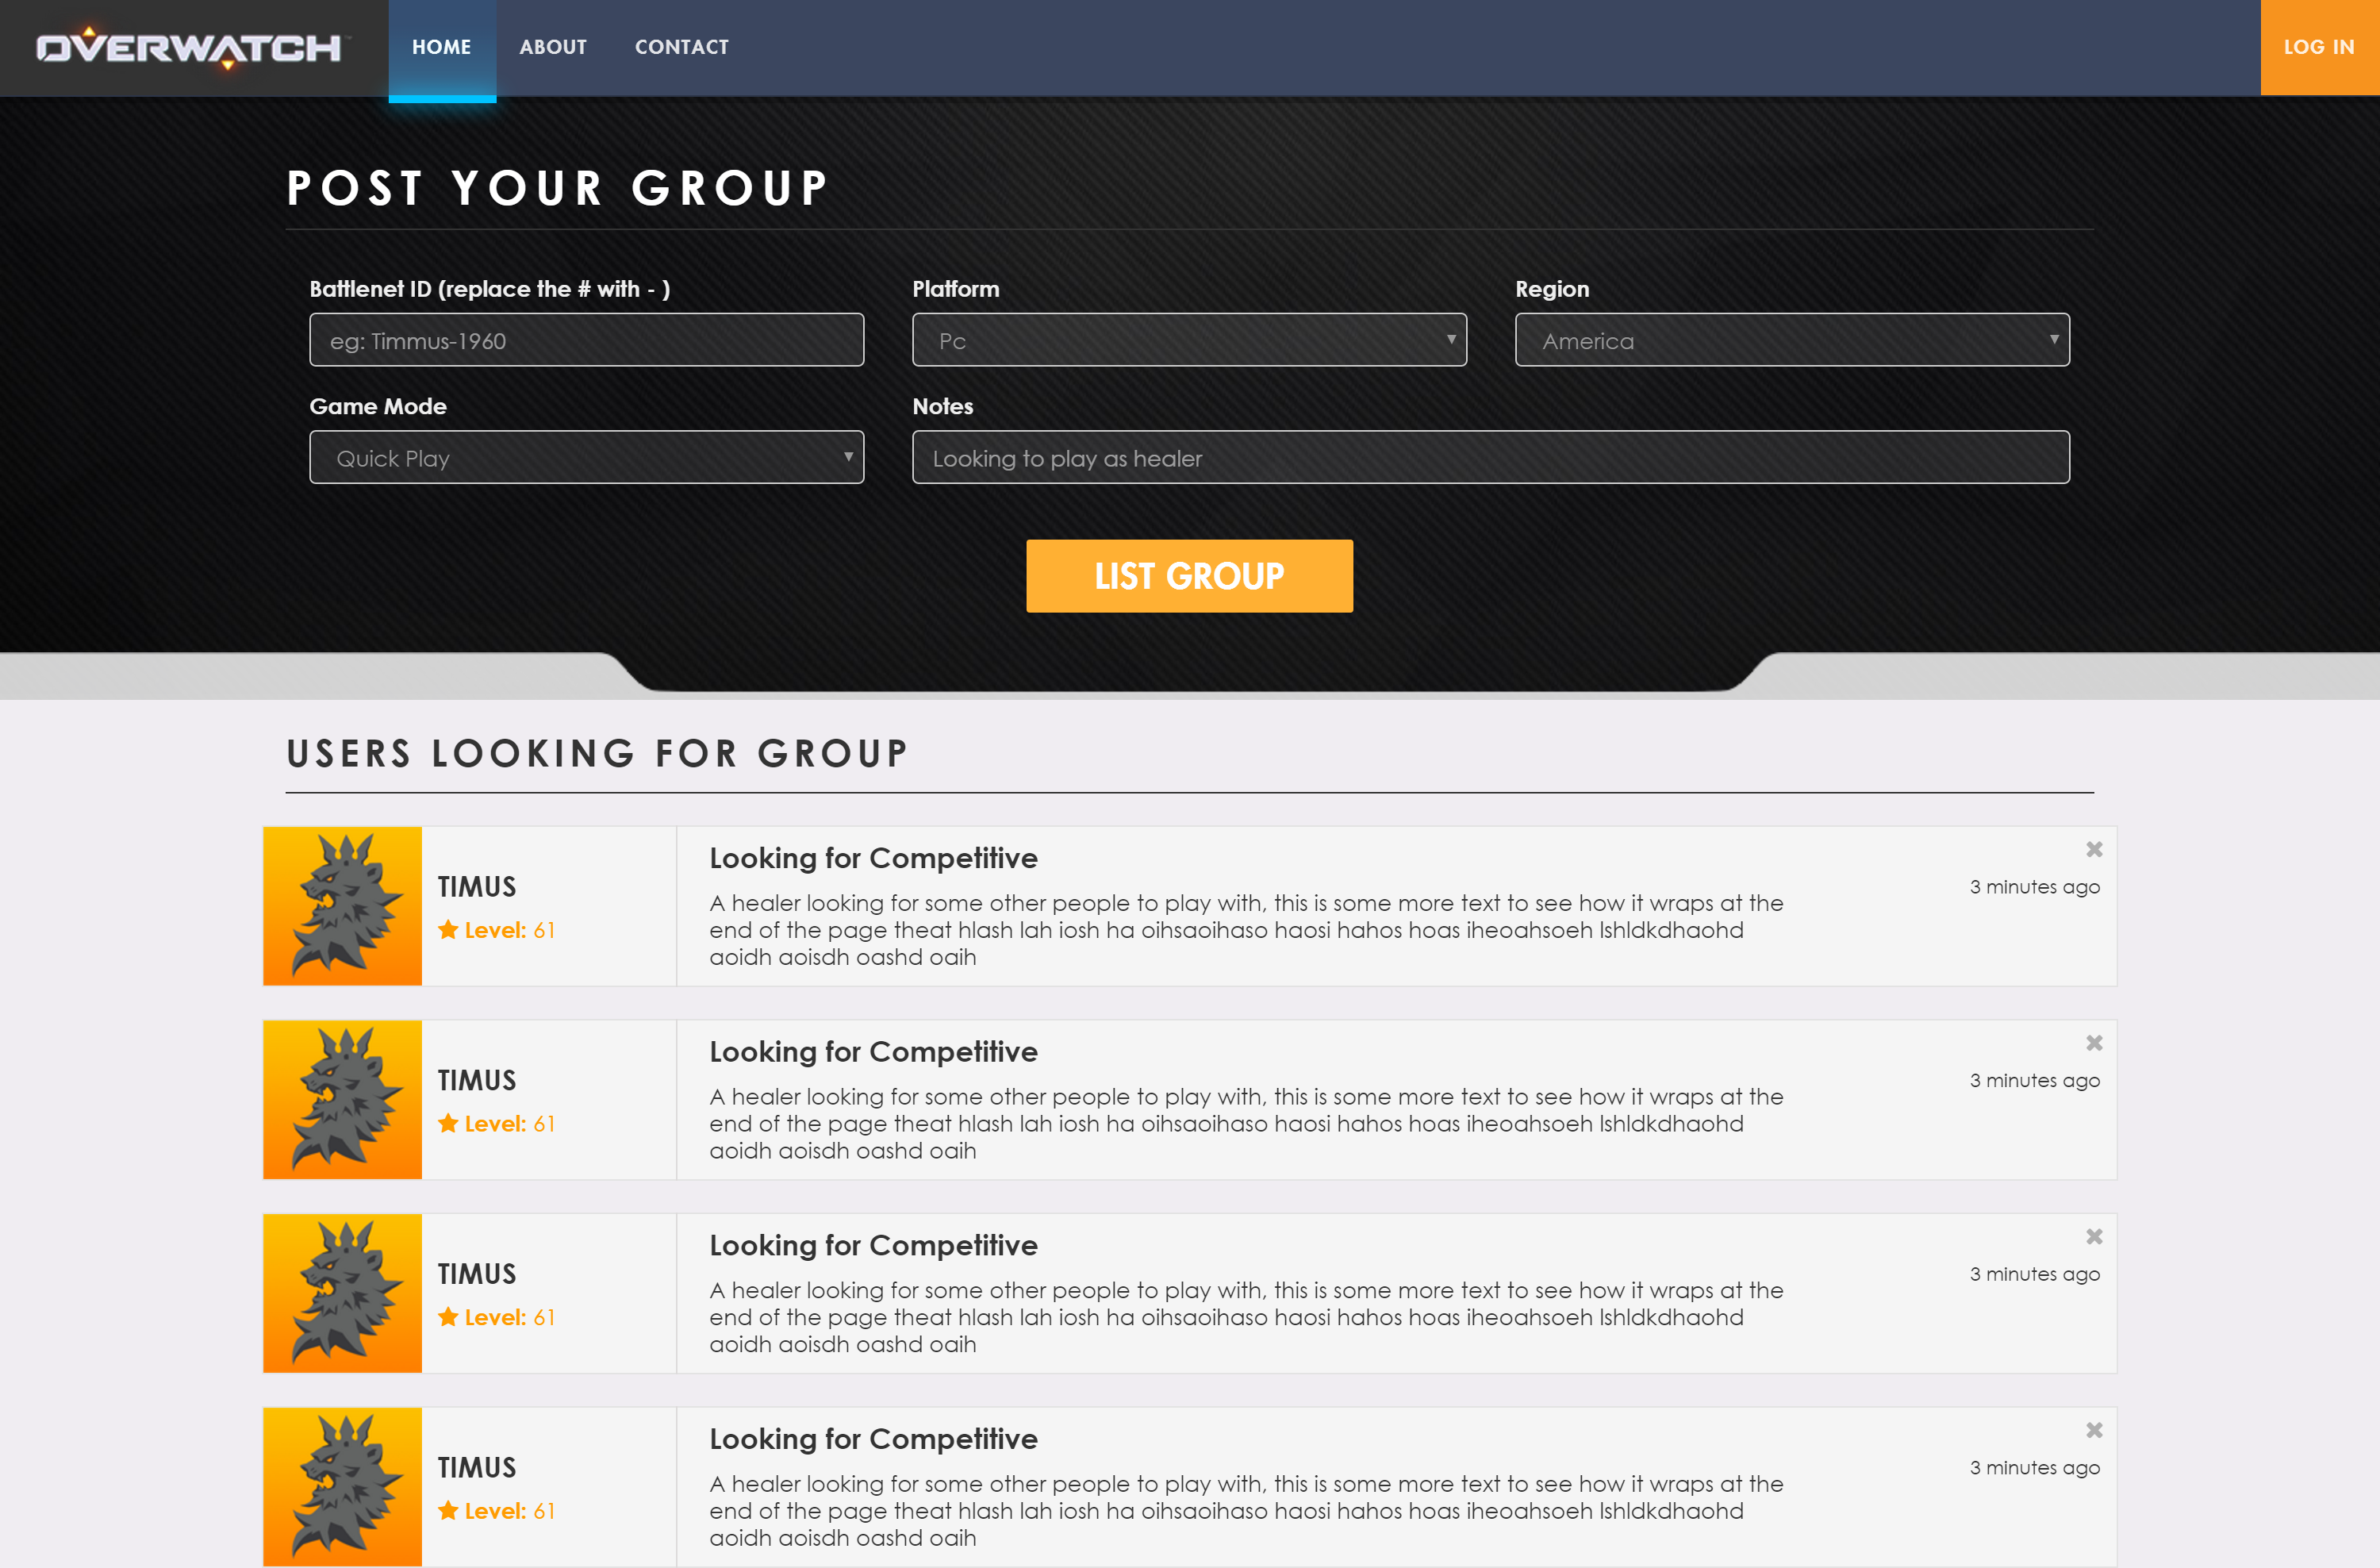 OVERWATCH™
HOME
ABOUT
CONTACT
LOG IN
POST YOUR GROUP
Battlenet ID (replace the # with - )
Platform
Region
eg: Timmus-1960
Pc
America
Game Mode
Notes
Quick Play
Looking to play as healer
LIST GROUP
USERS LOOKING FOR GROUP
TIMUS
Level: 61
Looking for Competitive
A healer looking for some other people to play with, this is some more text to see how it wraps at the
end of the page theat hlash lah iosh ha oihsaoihaso haosi hahos hoas iheoahsoeh lshldkdhaohd
aoidh aoisdh oashd oaih
3 minutes ago
TIMUS
Level: 61
Looking for Competitive
A healer looking for some other people to play with, this is some more text to see how it wraps at the
end of the page theat hlash lah iosh ha oihsaoihaso haosi hahos hoas iheoahsoeh lshldkdhaohd
aoidh aoisdh oashd oaih
3 minutes ago
TIMUS
Level: 61
Looking for Competitive
A healer looking for some other people to play with, this is some more text to see how it wraps at the
end of the page theat hlash lah iosh ha oihsaoihaso haosi hahos hoas iheoahsoeh lshldkdhaohd
aoidh aoisdh oashd oaih
3 minutes ago
TIMUS
Level: 61
Looking for Competitive
A healer looking for some other people to play with, this is some more text to see how it wraps at the
end of the page theat hlash lah iosh ha oihsaoihaso haosi hahos hoas iheoahsoeh lshldkdhaohd
aoidh aoisdh oashd oaih
3 minutes ago